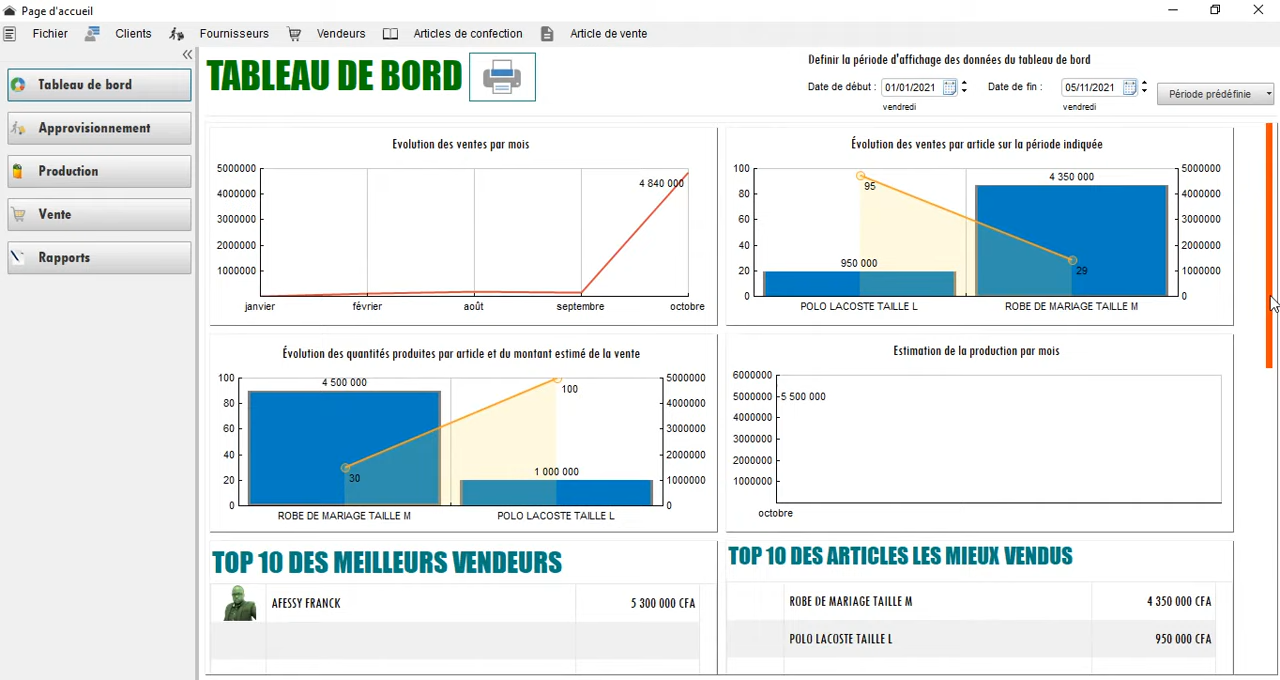 Page d'accueil
Fichier Clients Fournisseurs Vendeurs Articles de confection Article de vente
Tableau de bord
Approvisionnement
Production
Vente
Rapports
TABLEAU DE BORD
Definir la période d'affichage des données du tableau de bord
Date de début : 01/01/2021 Date de fin : 05/11/2021 Période prédéfinie
vendredi vendredi
Evolution des ventes par mois
5000000
4000000
3000000
2000000
1000000
4 840 000
janvier février août septembre octobre
Évolution des ventes par article sur la période indiquée
100
80
60
40
20
0
95
950 000
4 350 000
29
5000000
4000000
3000000
2000000
1000000
0
POLO LACOSTE TAILLE L ROBE DE MARIAGE TAILLE M
Évolution des quantités produites par article et du montant estimé de la vente
100
80
60
40
20
0
4 500 000
30
100
1 000 000
5000000
4000000
3000000
2000000
1000000
0
ROBE DE MARIAGE TAILLE M POLO LACOSTE TAILLE L
Estimation de la production par mois
6000000
5000000
4000000
3000000
2000000
1000000
5 500 000
octobre
TOP 10 DES MEILLEURS VENDEURS
AFESSY FRANCK 5 300 000 CFA
TOP 10 DES ARTICLES LES MIEUX VENDUS
ROBE DE MARIAGE TAILLE M 4 350 000 CFA
POLO LACOSTE TAILLE L 950 000 CFA